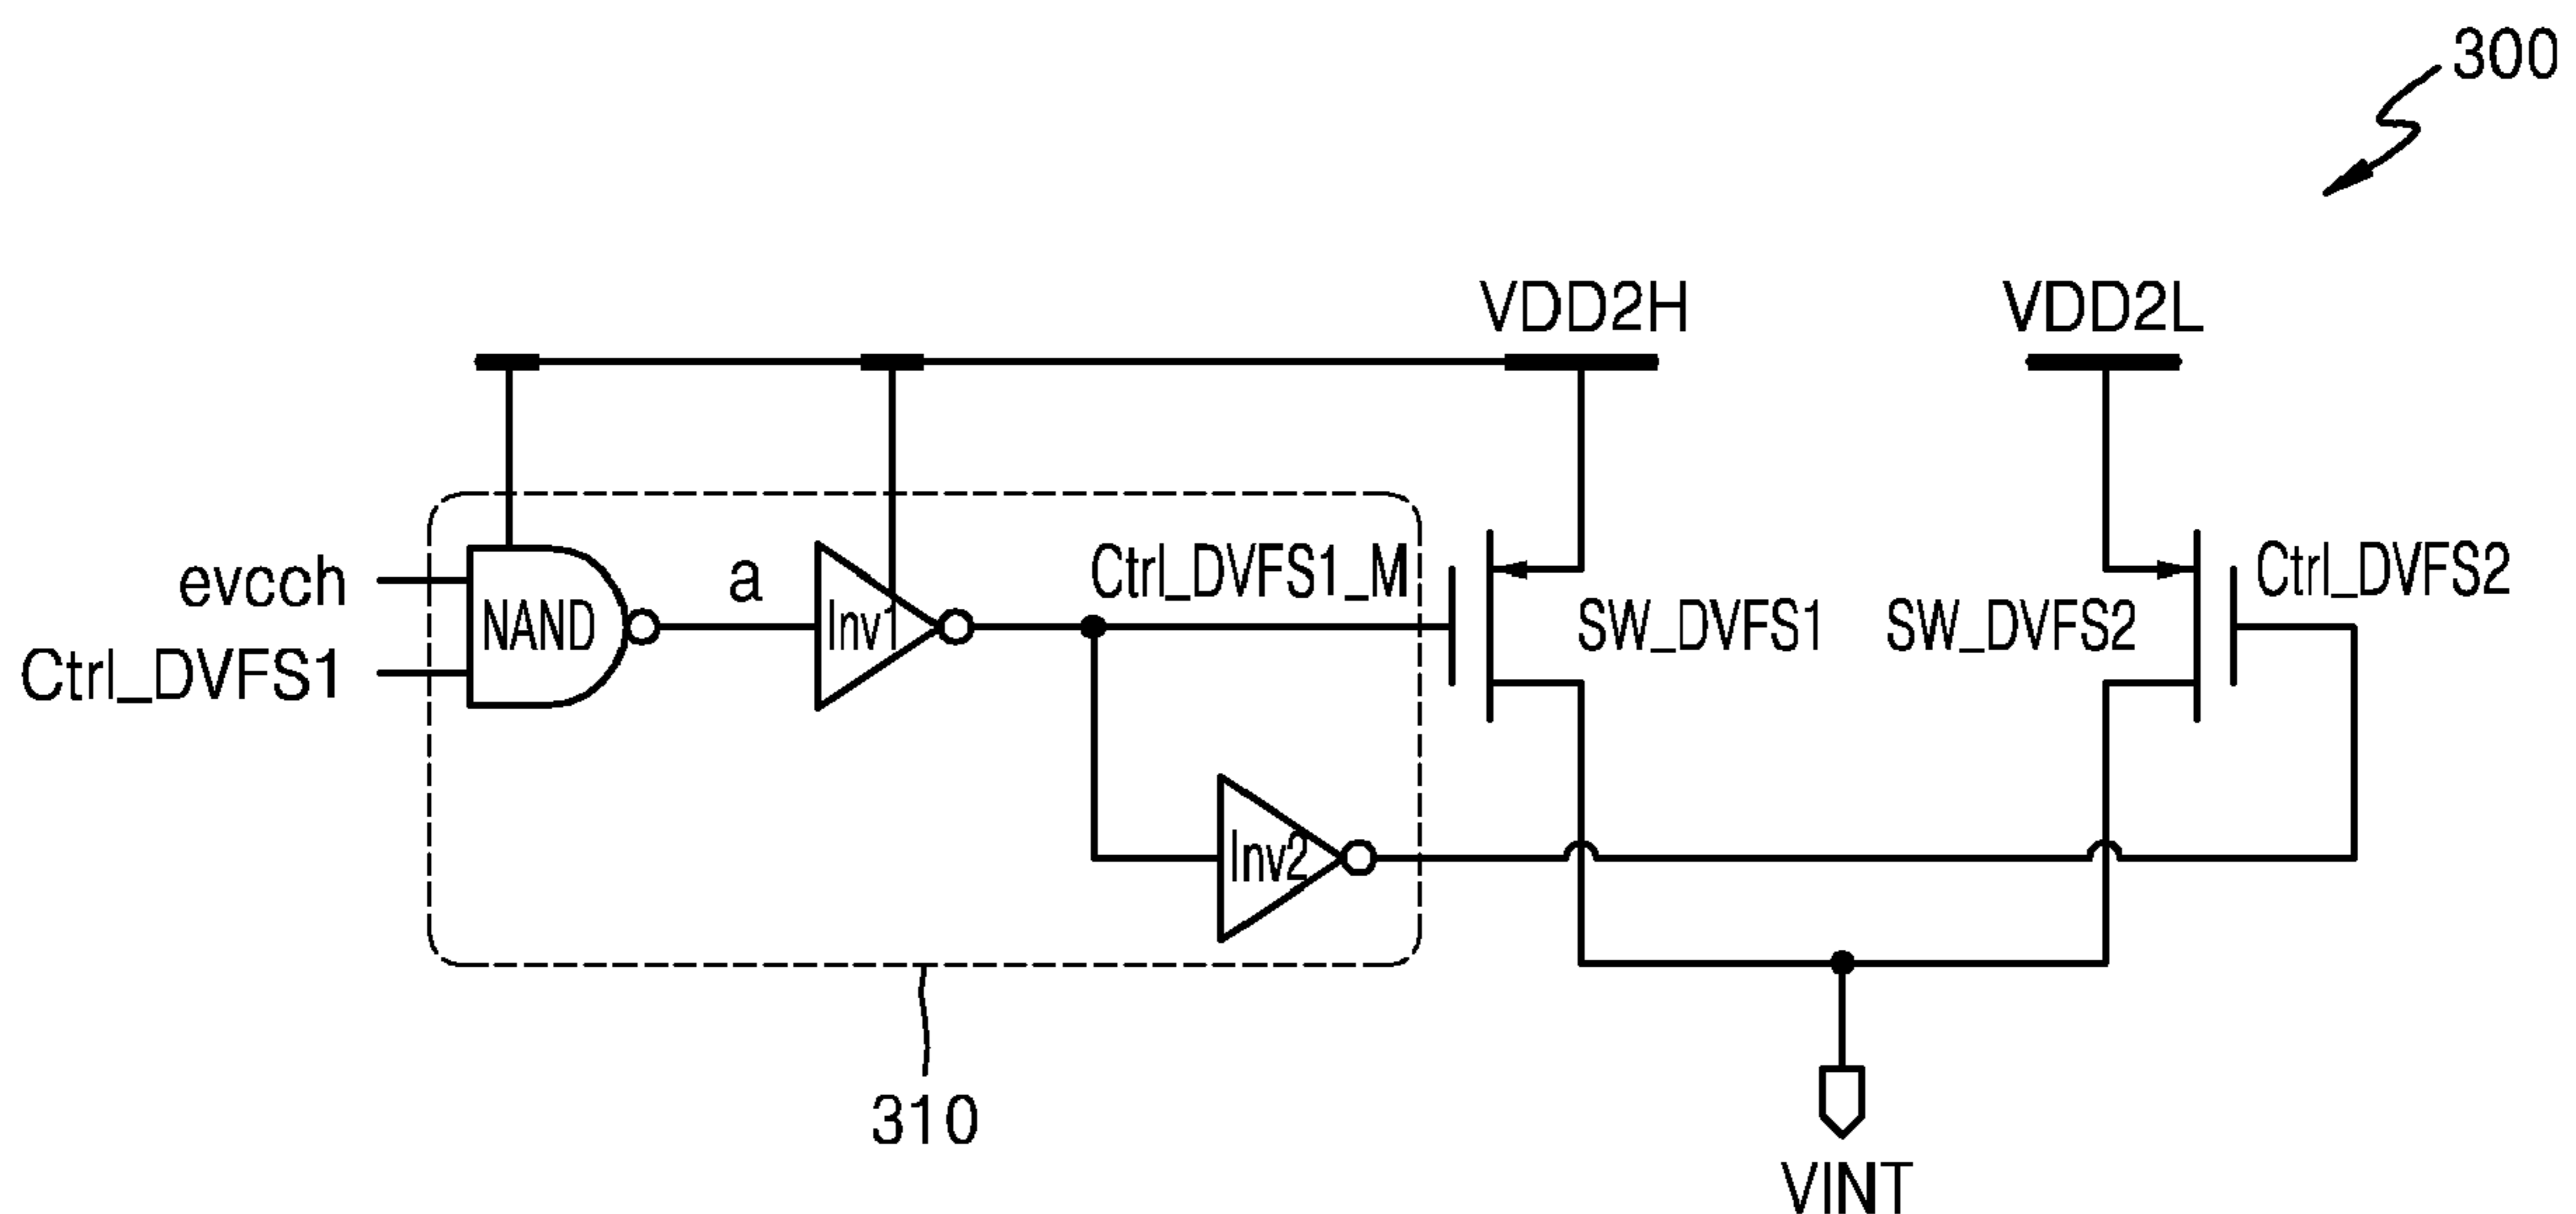 300
VDD2H
VDD2L
evcch
NAND
a
Inv1
Ctrl_DVFS1_M
Ctrl_DVFS2
Ctrl_DVFS1
SW_DVFS1
SW_DVFS2
Inv2
310
VINT